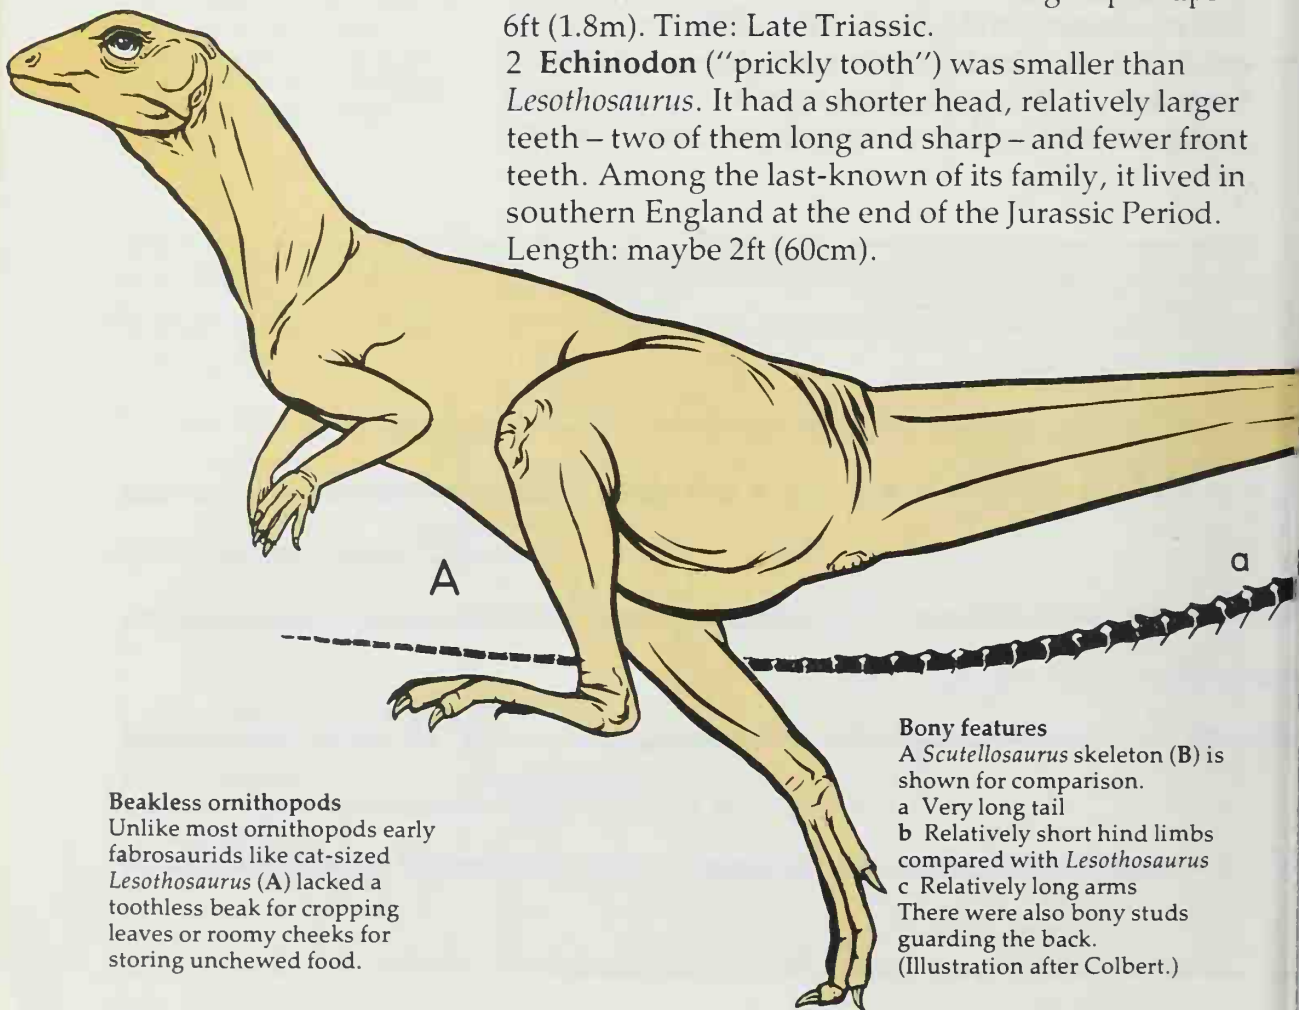 6ft (1.8m). Time: Late Triassic.
2 Echinodon (“prickly tooth”) was smaller than
Lesothosaurus. It had a shorter head, relatively larger
teeth – two of them long and sharp – and fewer front
teeth. Among the last-known of its family, it lived in
southern England at the end of the Jurassic Period.
Length: maybe 2ft (60cm).
A
a
Beakless ornithopods
Unlike most ornithopods early
fabrosaurids like cat-sized
Lesothosaurus (A) lacked a
toothless beak for cropping
leaves or roomy cheeks for
storing unchewed food.
Bony features
A Scutellosaurus skeleton (B) is
shown for comparison.
a Very long tail
b Relatively short hind limbs
compared with Lesothosaurus
c Relatively long arms
There were also bony studs
guarding the back.
(Illustration after Colbert.)